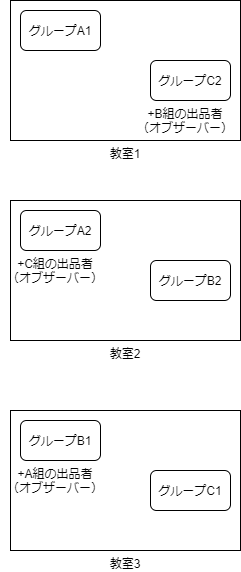 グループA1
グループC2
+B組の出品者
（オブザーバー）
教室1
グループA2
+C組の出品者
（オブザーバー）
グループB2
教室2
グループB1
+A組の出品者
（オブザーバー）
グループC1
教室3